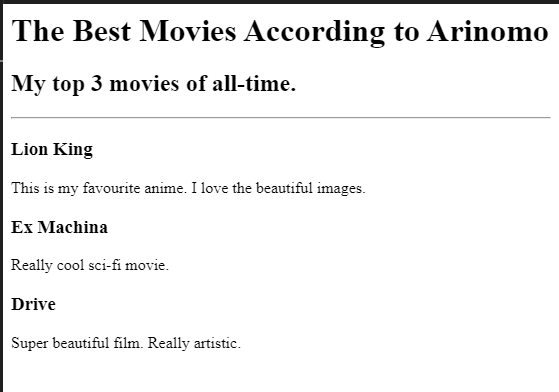 The Best Movies According to Arinomo
My top 3 movies of all-time.
Lion King
This is my favourite anime. I love the beautiful images.
Ex Machina
Really cool sci-fi movie.
Drive
Super beautiful film. Really artistic.